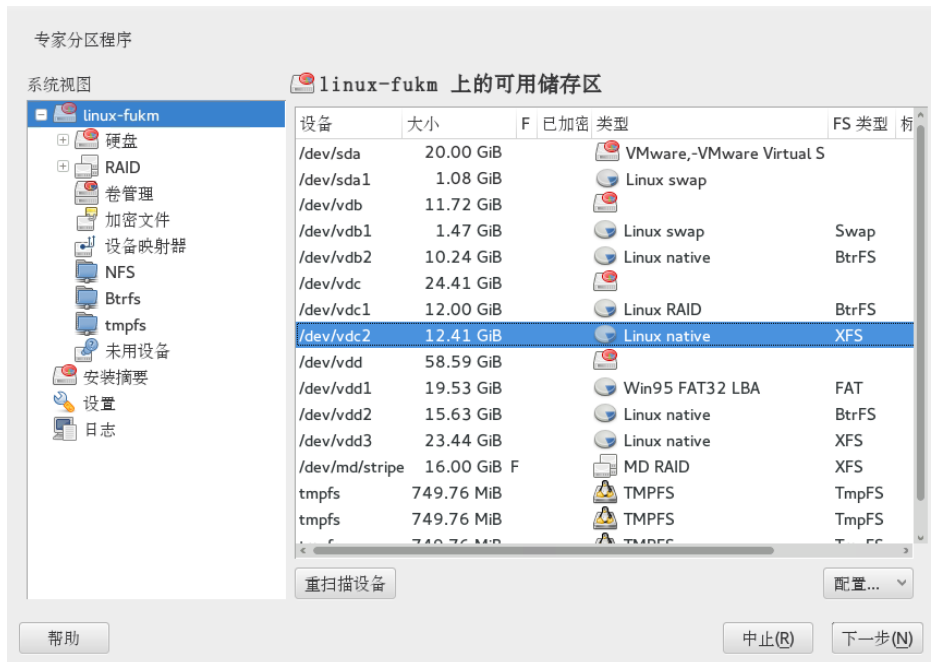 专家分区程序
系统视图
linux-fukm 上的可用储存区
linux-fukm
硬盘
RAID
卷管理
加密文件
设备映射器
NFS
Btrfs
tmpfs
未用设备
安装摘要
设置
日志
设备 大小 F 已加密 类型 FS 类型 标
/dev/sda 20.00 GiB VMware,-VMware Virtual S
/dev/sda1 1.08 GiB Linux swap
/dev/vdb 11.72 GiB
/dev/vdb1 1.47 GiB Linux swap Swap
/dev/vdb2 10.24 GiB Linux native BtrFS
/dev/vdc 24.41 GiB
/dev/vdc1 12.00 GiB Linux RAID BtrFS
/dev/vdc2 12.41 GiB Linux native XFS
/dev/vdd 58.59 GiB
/dev/vdd1 19.53 GiB Win95 FAT32 LBA FAT
/dev/vdd2 15.63 GiB Linux native BtrFS
/dev/vdd3 23.44 GiB Linux native XFS
/dev/md/stripe 16.00 GiB F MD RAID XFS
tmpfs 749.76 MiB TMPFS TmpFS
tmpfs 749.76 MiB TMPFS TmpFS
重扫描设备
配置...
帮助
中止(R)
下一步(N)